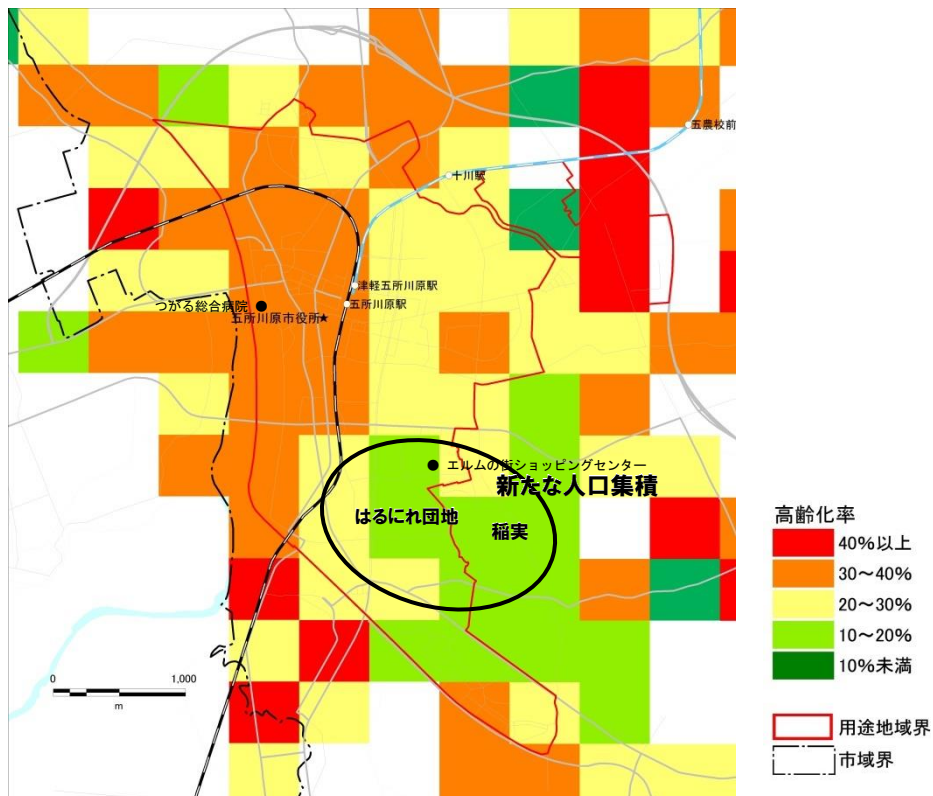 五農校前
十川駅
津軽五所川原駅
つがる総合病院
五所川原駅
五所川原市役所★
エルムの街ショッピングセンター
新たな人口集積
はるにれ団地
稲実
0 1,000
m
高齢化率
40%以上
30～40%
20～30%
10～20%
10%未満
用途地域界
市域界